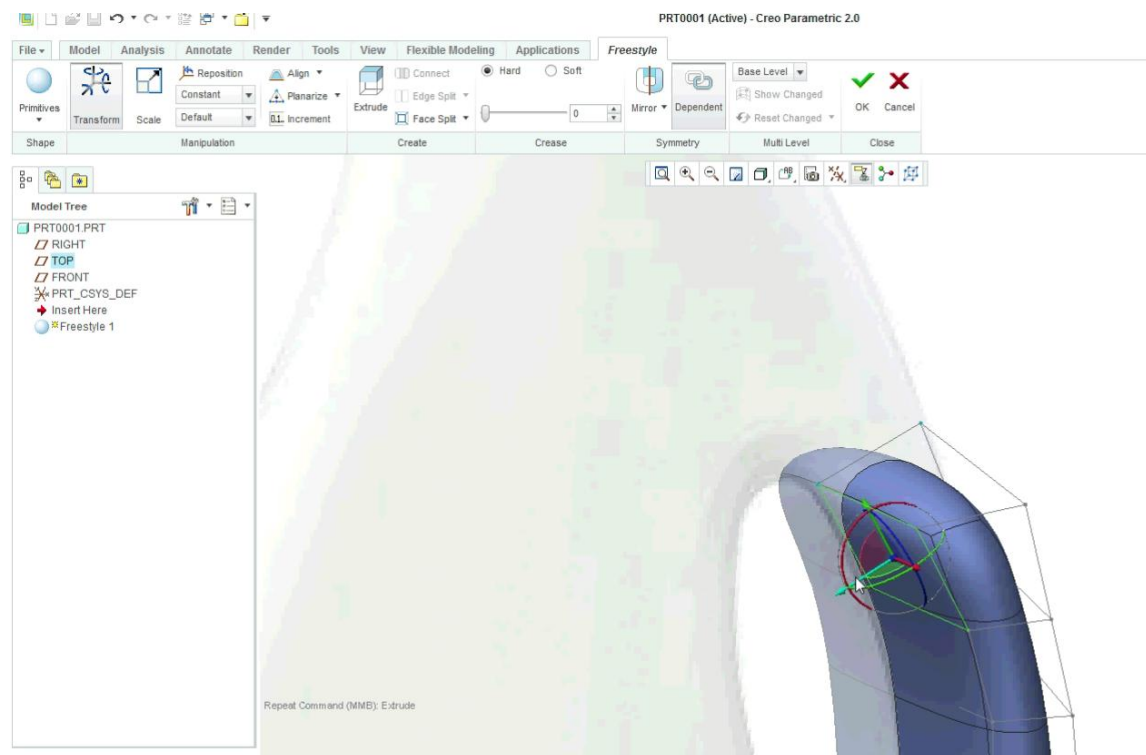 PRT0001 (Active) - Creo Parametric 2.0
File Model Analysis Annotate Render Tools View Flexible Modeling Applications Freestyle
Primitives
Transform
Scale
Reposition
Constant
Default
Align
Planarize
0.1.. Increment
Extrude
Connect
Edge Split
Face Split
Hard Soft
0
Mirror
Dependent
Base Level
Show Changed
Reset Changed
OK
Cancel
Shape Manipulation Create Crease Symmetry Multi Level Close
Model Tree
PRT0001.PRT
RIGHT
TOP
FRONT
PRT_CSYS_DEF
Insert Here
Freestyle 1
Repeat Command (MMB): Extrude